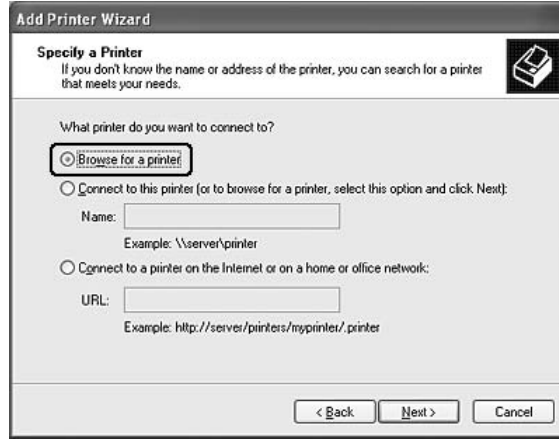 Add Printer Wizard
Specify a Printer
If you don't know the name or address of the printer, you can search for a printer
that meets your needs.
What printer do you want to connect to?
Browse for a printer
Connect to this printer (or to browse for a printer, select this option and click Next):
Name:
Example: \\server\printer
Connect to a printer on the Internet or on a home or office network:
URL:
Example: http://server/printers/myprinter/.printer
< Back Next > Cancel